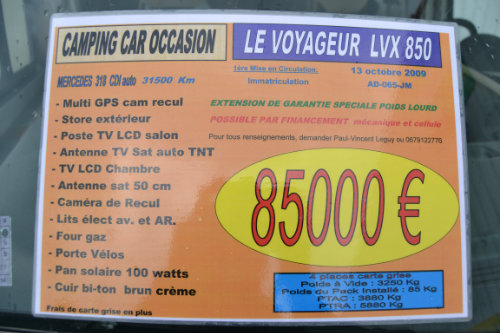 CAMPING CAR OCCASION
LE VOYAGEUR LVX 850
MERCEDES 318 CDI auto 31500 Km
1ère Mise en Circulation: 13 octobre 2009
Immatriculation AD-065-JM
- Multi GPS cam recul
- Store extérieur
- Poste TV LCD salon
- Antenne TV Sat auto TNT
- TV LCD Chambre
- Antenne sat 50 cm
- Caméra de Recul
- Lits élect av. et AR.
- Four gaz
- Porte Vélos
- Pan solaire 100 watts
- Cuir bi-ton brun crème
Frais de carte grise en plus
EXTENSION DE GARANTIE SPECIALE POIDS LOURD
POSSIBLE PAR FINANCEMENT mécanique et cellule
Pour tous renseignements, demander Paul-Vincent Leguy ou 0679122776
85000 €
4 places carte grise
Poids à Vide : 3250 Kg
Poids du Pack Installé : 85 Kg
PTAC : 3880 Kg
PTRA : 5880 Kg